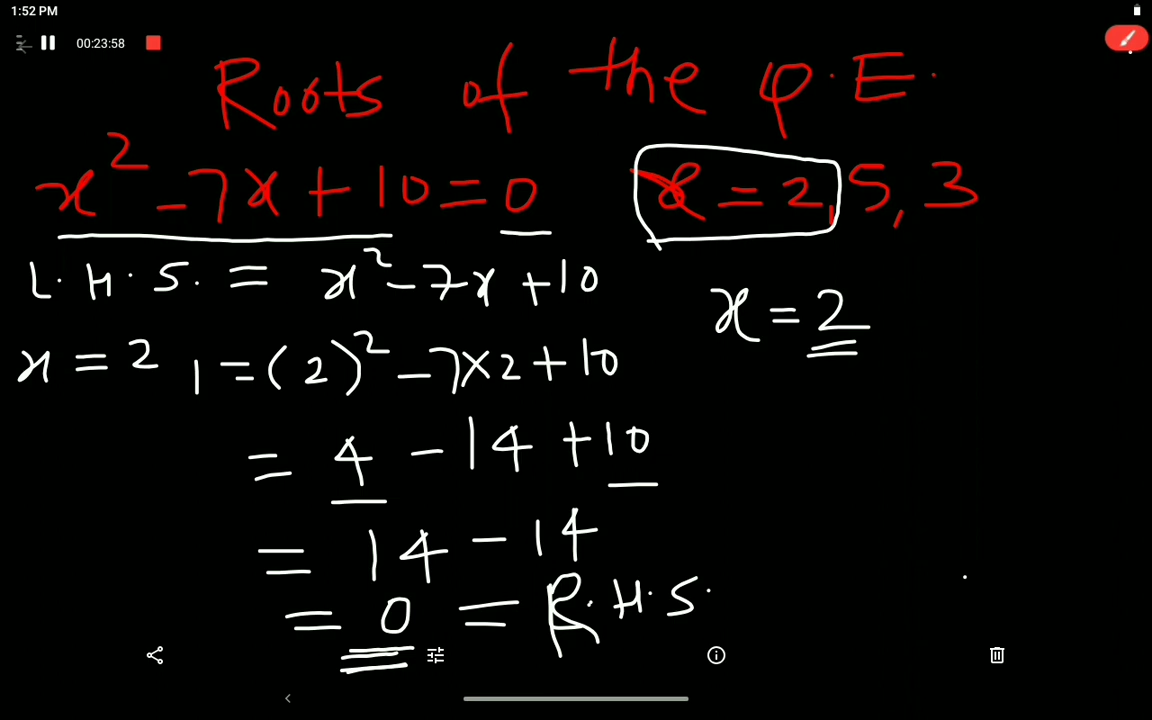 1:52 PM
00:23:58
Roots of the Q.E.
x² - 7x + 10 = 0 x = 2, 5, 3
L.H.S. = x² - 7x + 10
x = 2
x = 2, = (2)² - 7×2 + 10
= 4 - 14 + 10
= 14 - 14
= 0 = R.H.S.